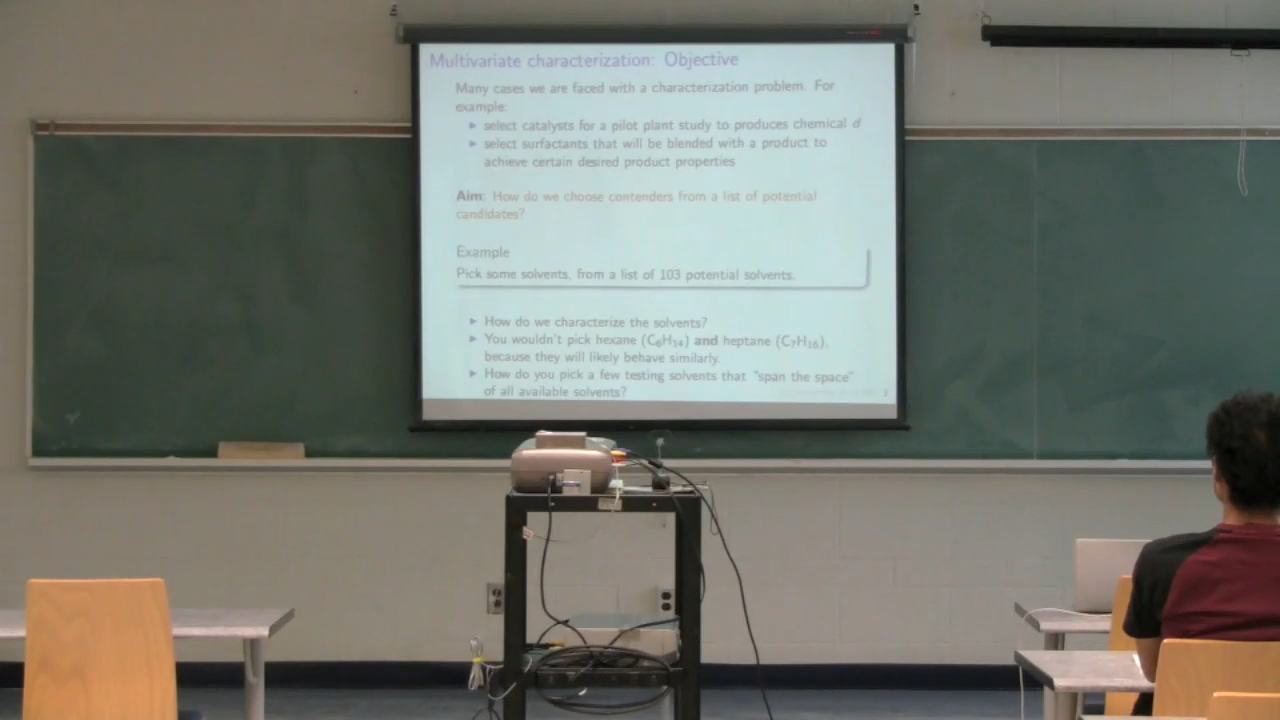 Multivariate characterization: Objective
Many cases we are faced with a characterization problem. For
example:
▶ select catalysts for a pilot plant study to produces chemical d
▶ select surfactants that will be blended with a product to
achieve certain desired product properties
Aim: How do we choose contenders from a list of potential
candidates?
Example
Pick some solvents, from a list of 103 potential solvents.
▶ How do we characterize the solvents?
▶ You wouldn't pick hexane (C₆H₁₄) and heptane (C₇H₁₆),
because they will likely behave similarly.
▶ How do you pick a few testing solvents that "span the space"
of all available solvents?